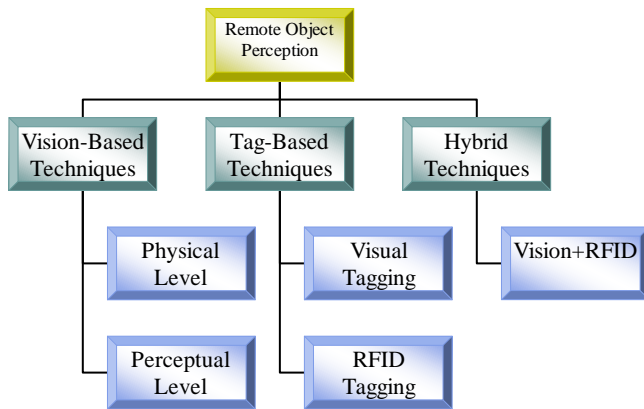 Remote Object
Perception
Vision-Based
Techniques
Tag-Based
Techniques
Hybrid
Techniques
Physical
Level
Visual
Tagging
Vision+RFID
Perceptual
Level
RFID
Tagging